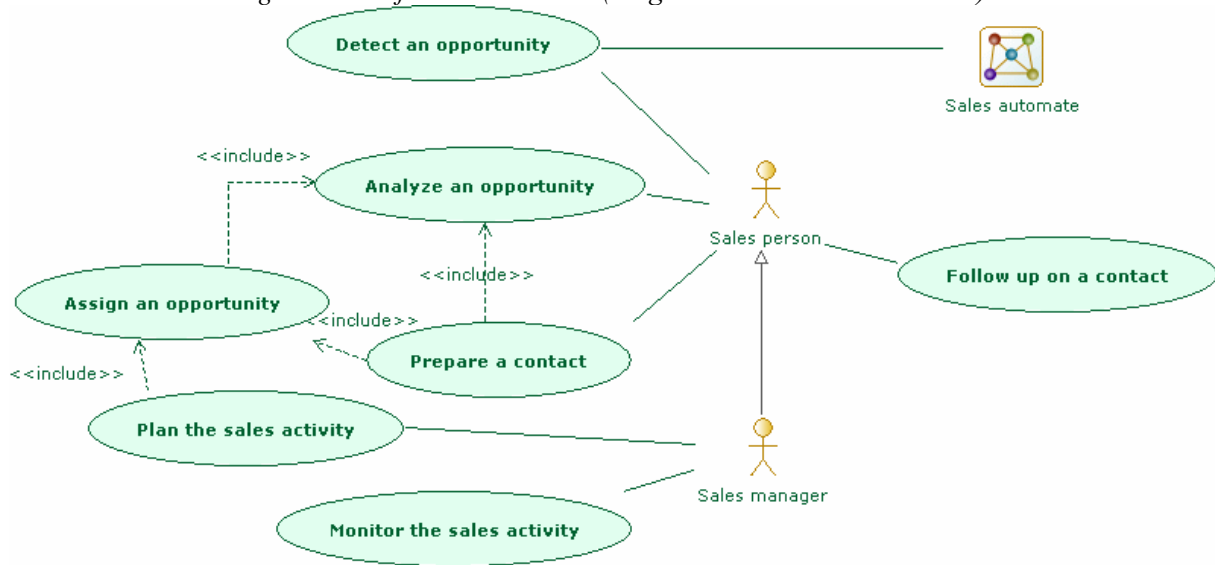 Detect an opportunity
Sales automate
<<include>>
Analyze an opportunity
Sales person
<<include>>
Follow up on a contact
Assign an opportunity
<<include>>
Prepare a contact
<<include>>
Plan the sales activity
Sales manager
Monitor the sales activity